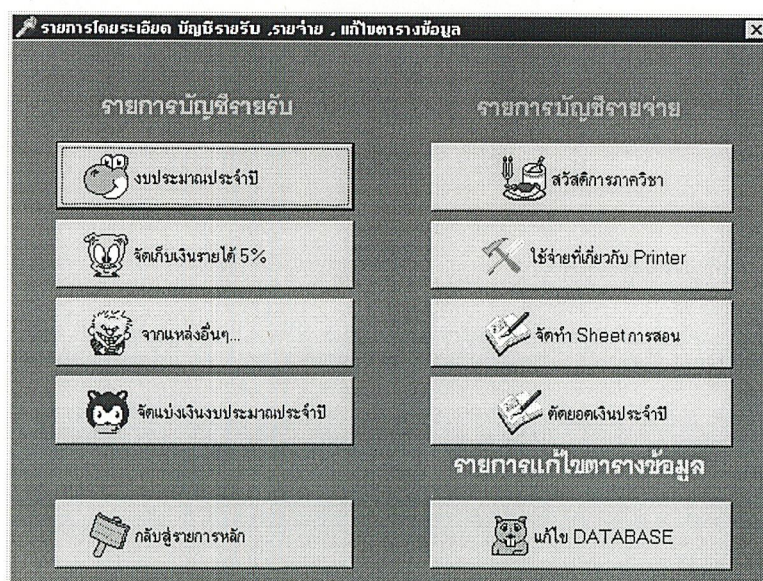 รายการโดยระเอียด บัญชีรายรับ ,รายจ่าย , แก้ไขตารางข้อมูล
รายการบัญชีรายรับ
งบประมาณประจำปี
จัดเก็บเงินรายได้ 5%
จากแหล่งอื่นๆ...
จัดแบ่งเงินงบประมาณประจำปี
กลับสู่รายการหลัก
รายการบัญชีรายจ่าย
สวัสดิการภาควิชา
ใช้จ่ายที่เกี่ยวกับ Printer
จัดทำ Sheetการสอน
ตัดยอดเงินประจำปี
รายการแก้ไขตารางข้อมูล
แก้ไข DATABASE